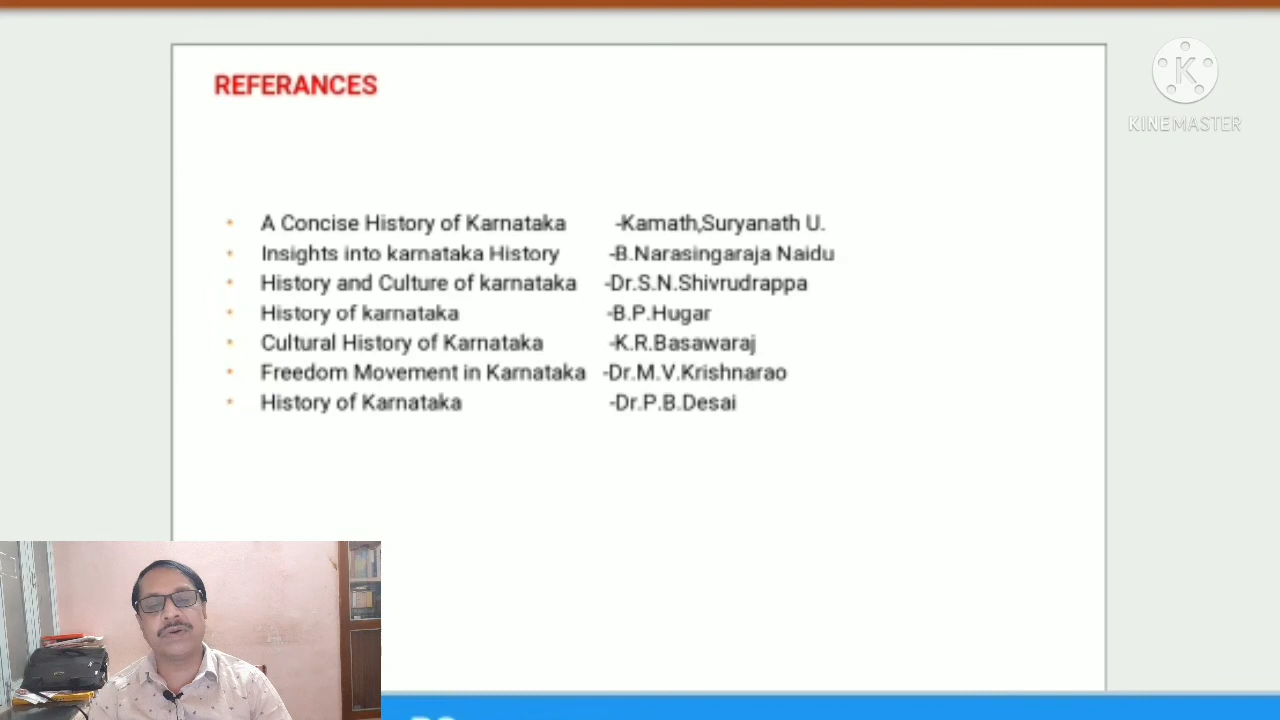 REFERANCES
KINEMASTER
• A Concise History of Karnataka -Kamath,Suryanath U.
• Insights into karnataka History -B.Narasingaraja Naidu
• History and Culture of karnataka -Dr.S.N.Shivrudrappa
• History of karnataka -B.P.Hugar
• Cultural History of Karnataka -K.R.Basawaraj
• Freedom Movement in Karnataka -Dr.M.V.Krishnarao
• History of Karnataka -Dr.P.B.Desai